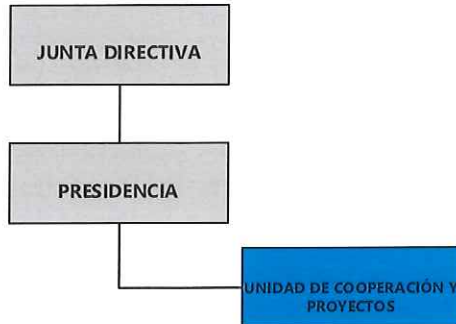 JUNTA DIRECTIVA
PRESIDENCIA
UNIDAD DE COOPERACIÓN Y
PROYECTOS